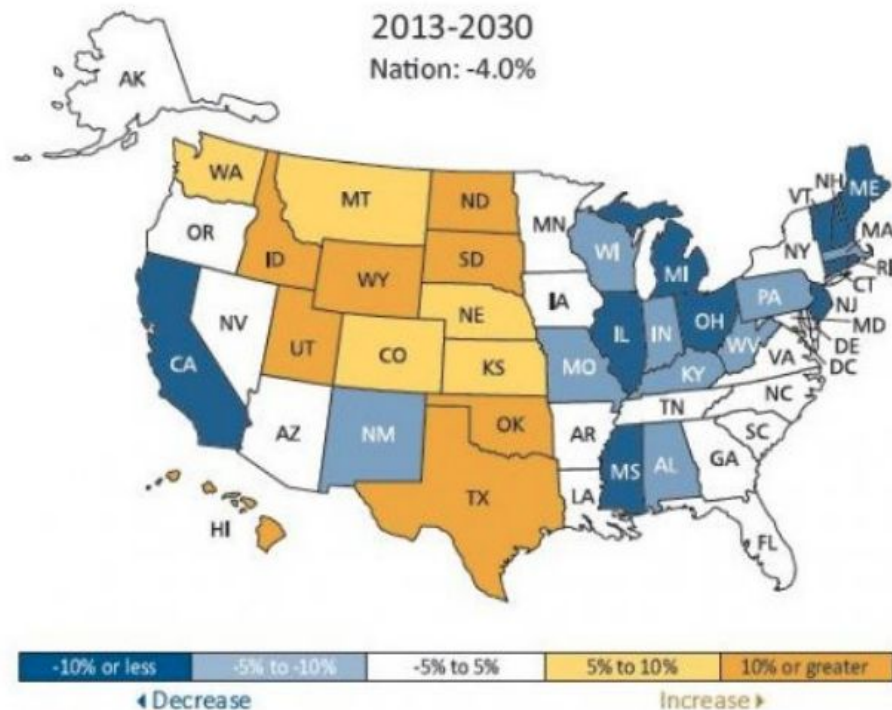 2013-2030
Nation: -4.0%
AK
WA
MT
ND
MN
VT
NH
ME
OR
ID
WY
SD
WI
MI
NY
MA
RI
CT
NV
UT
CO
NE
IA
IL
IN
OH
PA
NJ
MD
DE
DC
CA
KS
MO
KY
WV
VA
AZ
NM
OK
AR
TN
NC
SC
TX
LA
MS
AL
GA
FL
HI
-10% or less
-5% to -10%
-5% to 5%
5% to 10%
10% or greater
Decrease
Increase